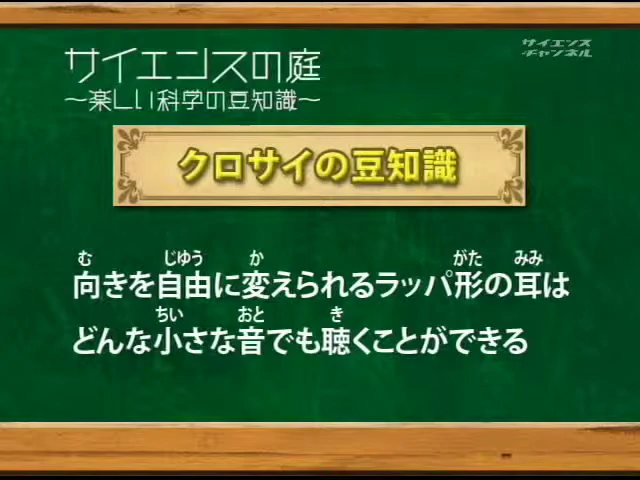 サイエンスの庭
サイエンス
チャンネル
〜楽しい科学の豆知識〜
クロサイの豆知識
む じゆう か がた みみ
向きを自由に変えられるラッパ形の耳は
ちい おと き
どんな小さな音でも聴くことができる